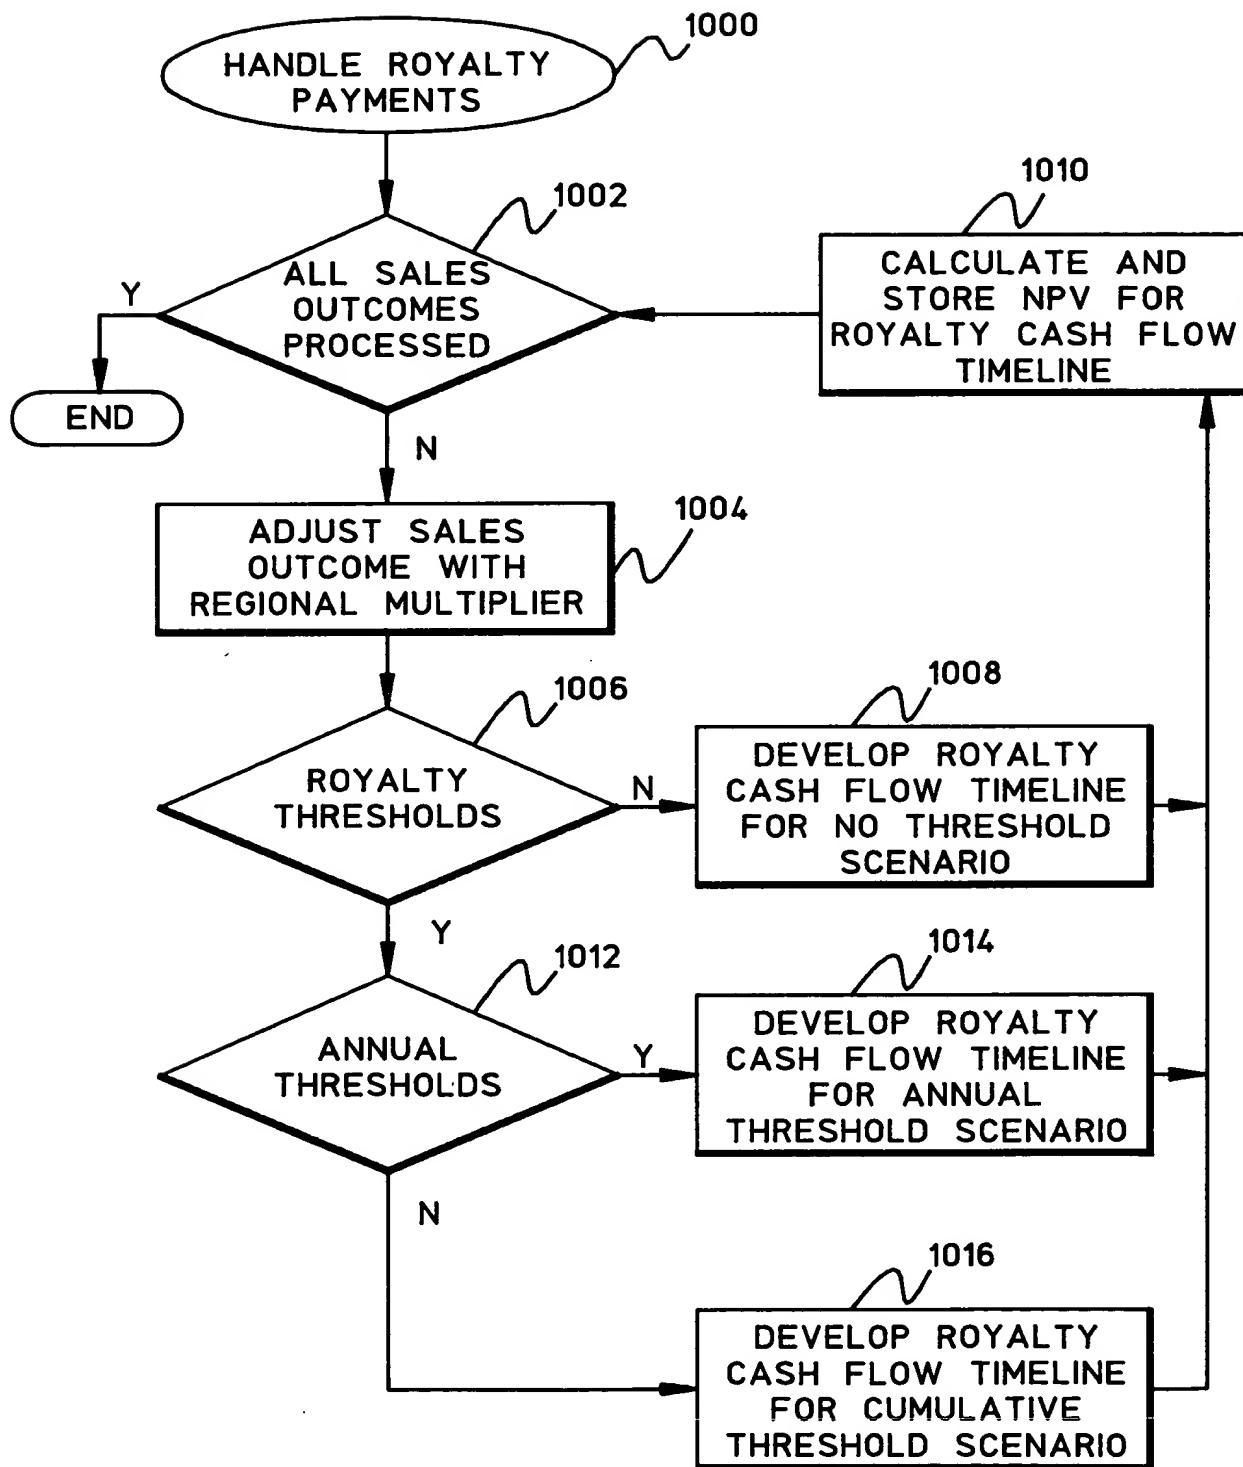 1000
HANDLE ROYALTY
PAYMENTS
1002
ALL SALES
OUTCOMES
PROCESSED
Y
END
N
1010
CALCULATE AND
STORE NPV FOR
ROYALTY CASH FLOW
TIMELINE
1004
ADJUST SALES
OUTCOME WITH
REGIONAL MULTIPLIER
1006
ROYALTY
THRESHOLDS
N
Y
1008
DEVELOP ROYALTY
CASH FLOW TIMELINE
FOR NO THRESHOLD
SCENARIO
1012
ANNUAL
THRESHOLDS
Y
N
1014
DEVELOP ROYALTY
CASH FLOW TIMELINE
FOR ANNUAL
THRESHOLD SCENARIO
1016
DEVELOP ROYALTY
CASH FLOW TIMELINE
FOR CUMULATIVE
THRESHOLD SCENARIO